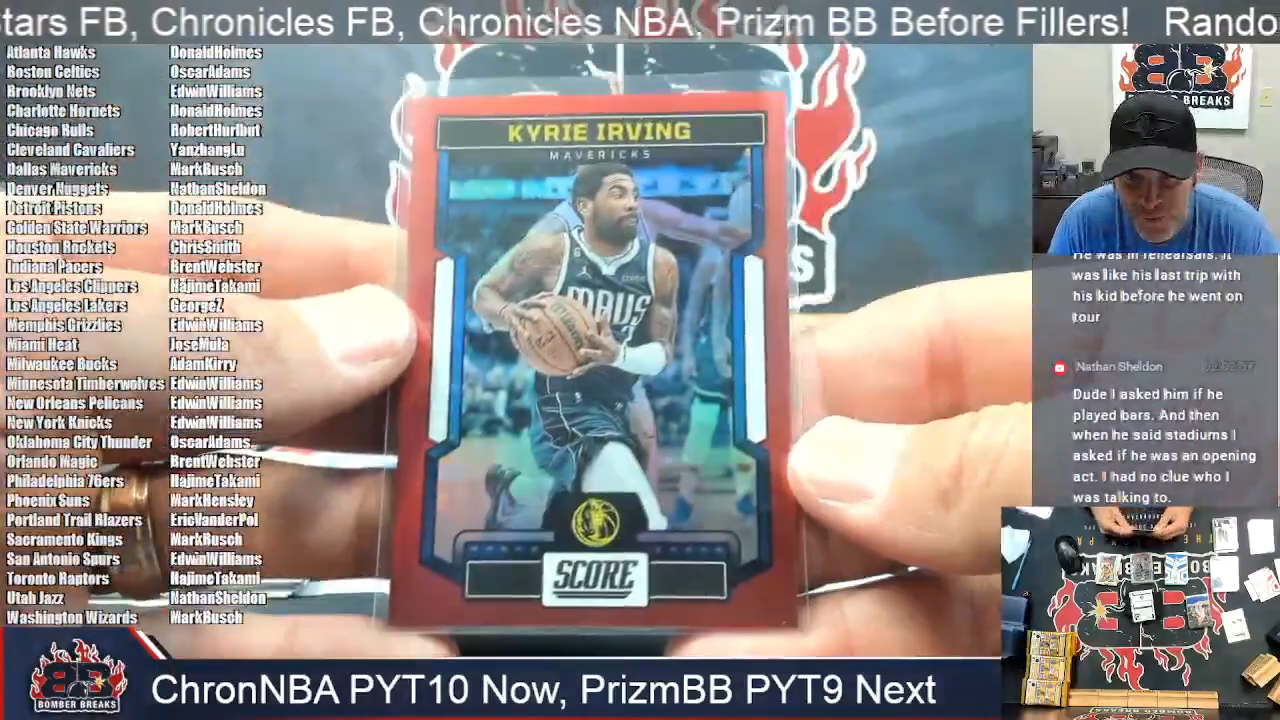 tars FB, Chronicles FB, Chronicles NBA, Prizm BB Before Fillers! Rando
Atlanta Hawks DonaldHolmes
Boston Celtics OscarAdams
Brooklyn Nets EdwinWilliams
Charlotte Hornets DonaldHolmes
Chicago Bulls RobertHurlbut
Cleveland Cavaliers YanzhangLu
Dallas Mavericks MarkBusch
Denver Nuggets NathanSheldon
Detroit Pistons DonaldHolmes
Golden State Warriors MarkBusch
Houston Rockets ChrisSmith
Indiana Pacers BrentWebster
Los Angeles Clippers HajimeTakami
Los Angeles Lakers GeorgeZ
Memphis Grizzlies EdwinWilliams
Miami Heat JoseMula
Milwaukee Bucks AdamKirry
Minnesota Timberwolves EdwinWilliams
New Orleans Pelicans EdwinWilliams
New York Knicks EdwinWilliams
Oklahoma City Thunder OscarAdams
Orlando Magic BrentWebster
Philadelphia 76ers HajimeTakami
Phoenix Suns MarkHensley
Portland Trail Blazers EricVanderPol
Sacramento Kings MarkBusch
San Antonio Spurs EdwinWilliams
Toronto Raptors HajimeTakami
Utah Jazz NathanSheldon
Washington Wizards MarkBusch
KYRIE IRVING
MAVERICKS
MAVS
SCORE
BB
BOMBER BREAKS
He was in rehearsals. It
was like his last trip with
his kid before he went on
tour
Nathan Sheldon
Dude I asked him if he
played bars. And then
when he said stadiums I
asked if he was an opening
act. I had no clue who I
was talking to.
BB
BOMBER BREAKS
ChronNBA PYT10 Now, PrizmBB PYT9 Next